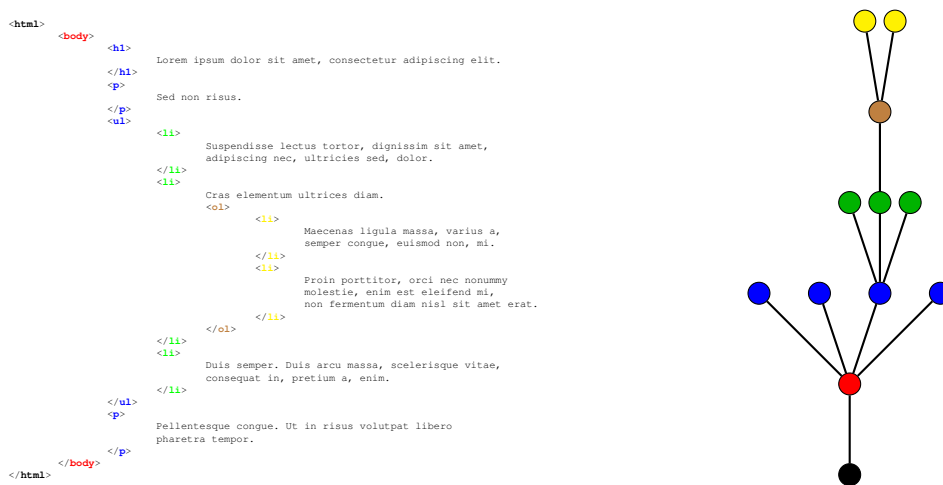 <html>
<body>
<h1>
Lorem ipsum dolor sit amet, consectetur adipiscing elit.
</h1>
<p>
Sed non risus.
</p>
<ul>
<li>
Suspendisse lectus tortor, dignissim sit amet,
adipiscing nec, ultricies sed, dolor.
</li>
<li>
Cras elementum ultrices diam.
<ol>
<li>
Maecenas ligula massa, varius a,
semper congue, euismod non, mi.
</li>
<li>
Proin porttitor, orci nec nonummy
molestie, enim est eleifend mi,
non fermentum diam nisl sit amet erat.
</li>
</ol>
</li>
<li>
Duis semper. Duis arcu massa, scelerisque vitae,
consequat in, pretium a, enim.
</li>
</ul>
<p>
Pellentesque congue. Ut in risus volutpat libero
pharetra tempor.
</p>
</body>
</html>